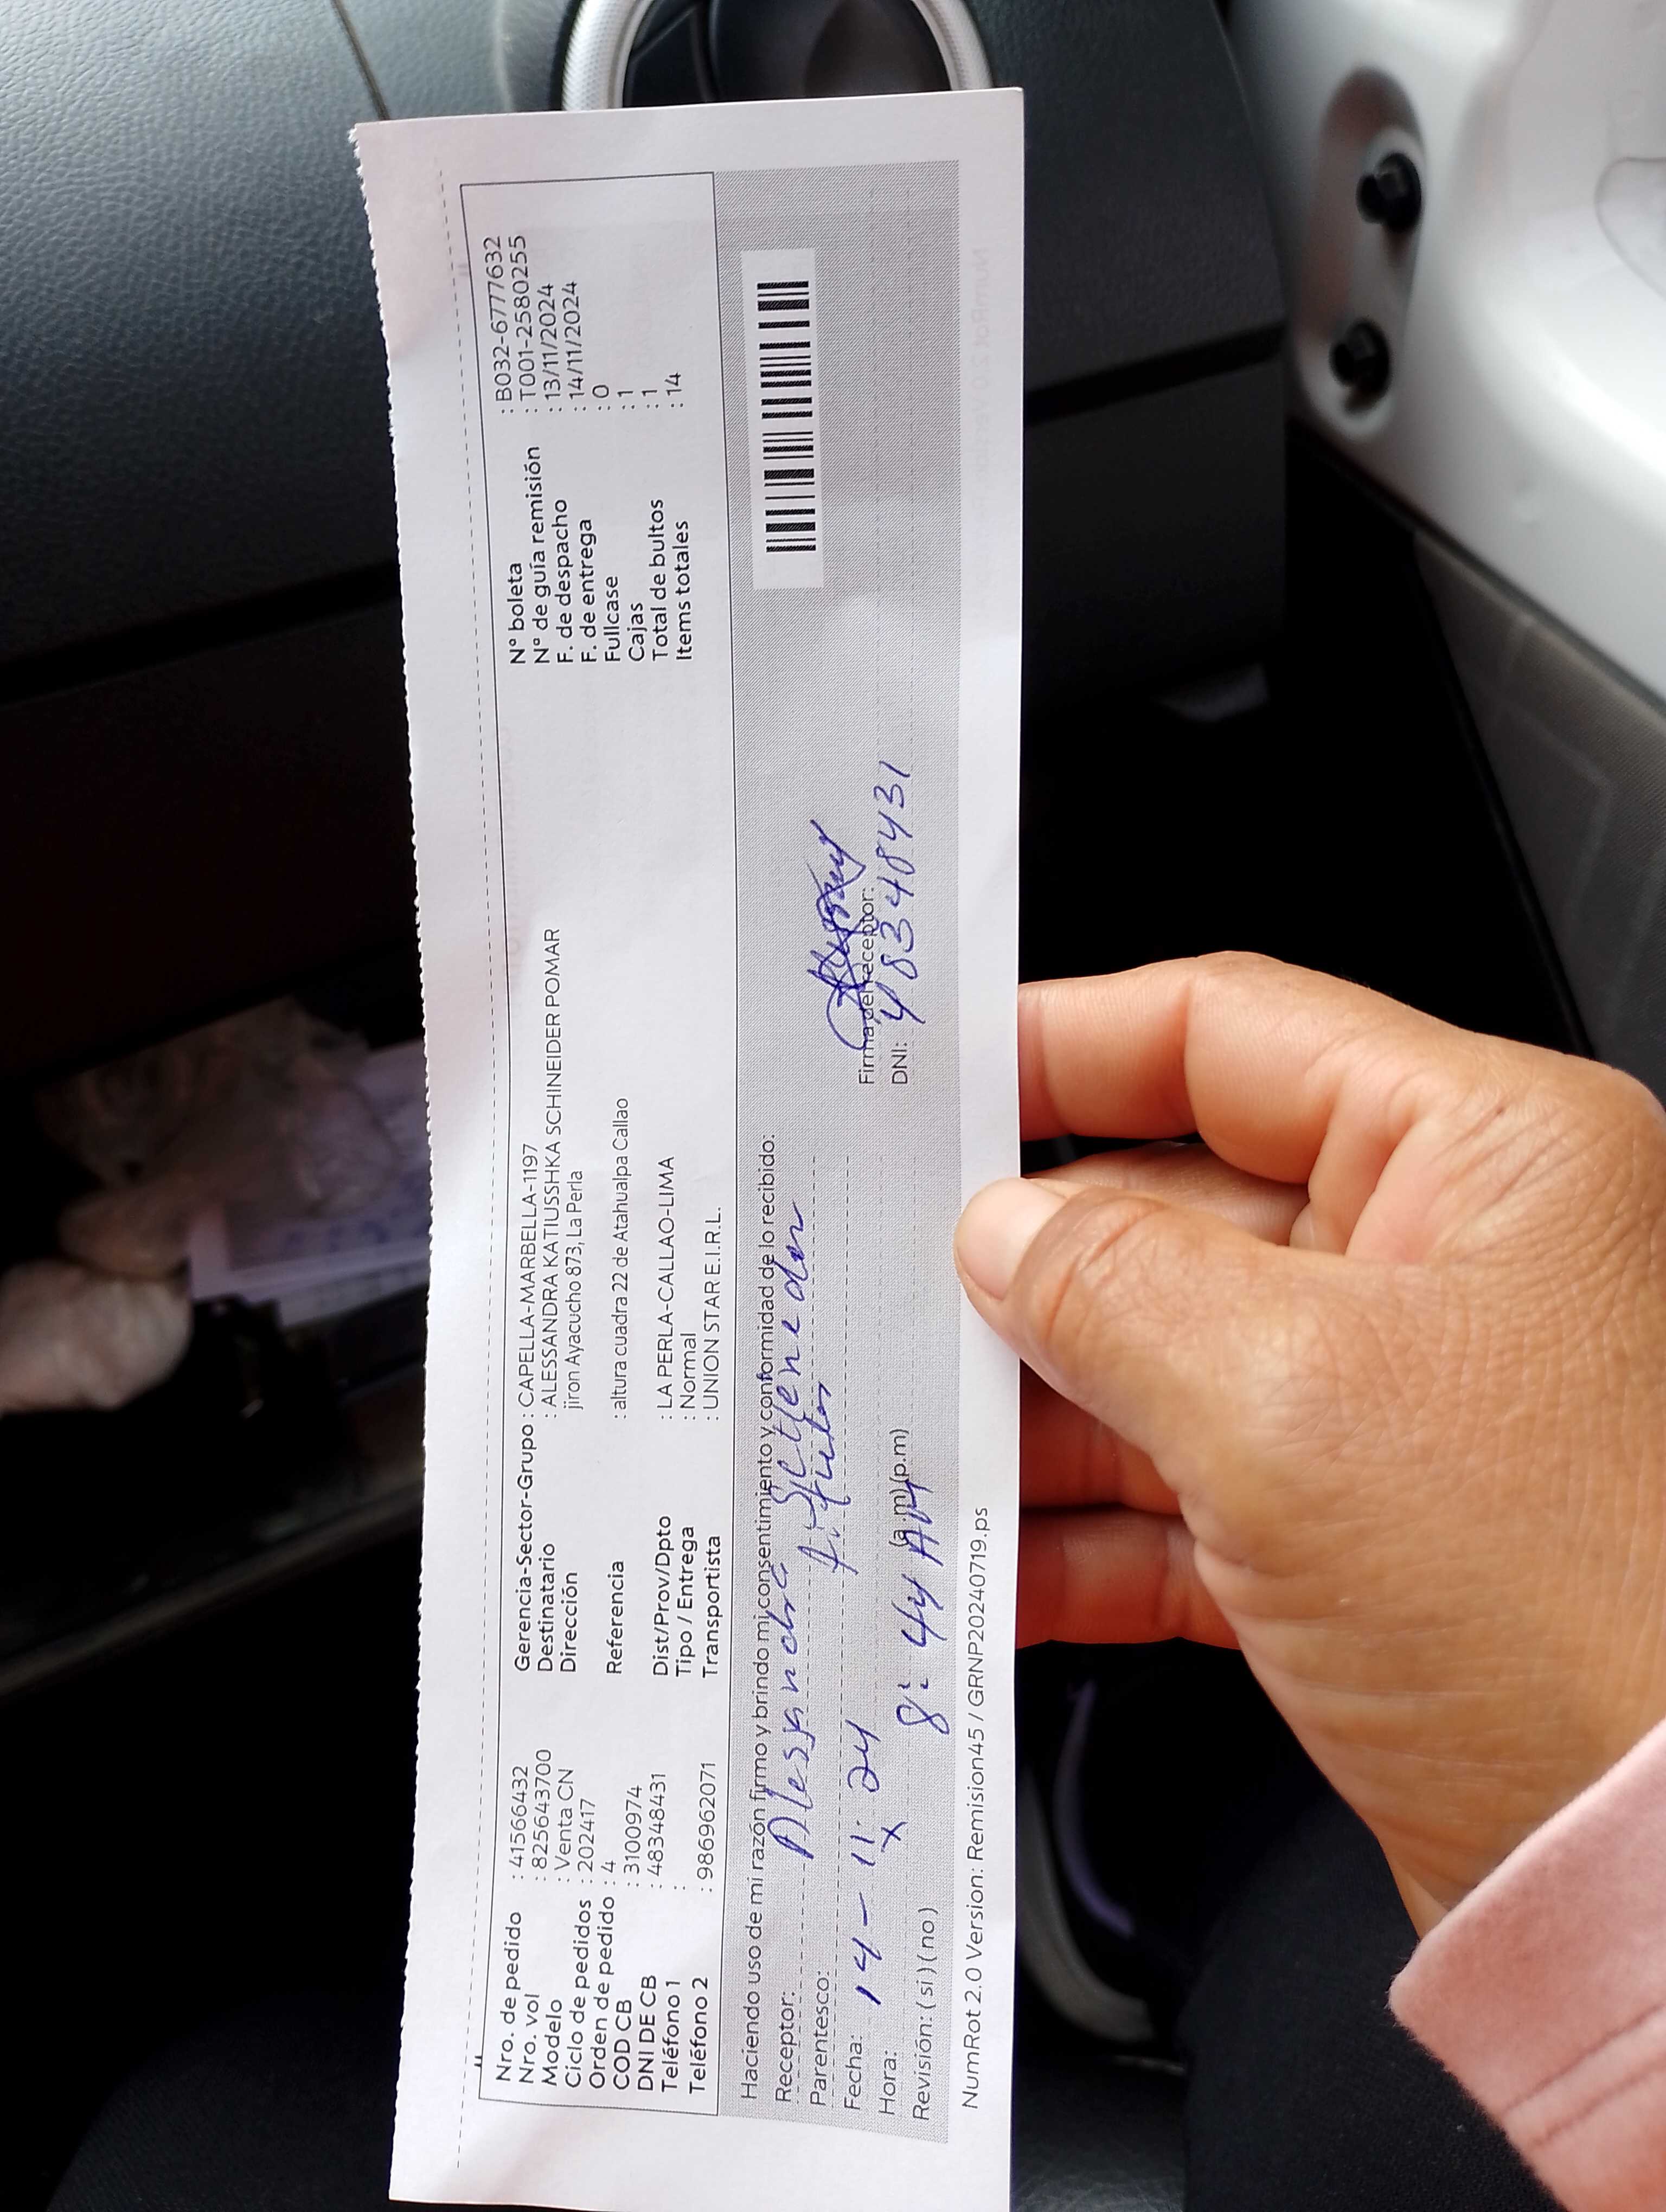 Nro. de pedido : 41566432
Nro. vol : 825643700
Modelo : Venta CN
Ciclo de pedidos : 202417
Orden de pedido : 4
COD CB : 3100974
DNI DE CB : 48348431
Teléfono 1 :
Teléfono 2 : 986962071
Gerencia-Sector-Grupo : CAPELLA-MARBELLA-1197
Destinatario : ALESSANDRA KATIUSSHKA SCHINEIDER POMAR
Dirección jiron Ayacucho 873, La Perla
Referencia : altura cuadra 22 de Atahualpa Callao
Dist/Prov/Dpto : LA PERLA-CALLAO-LIMA
Tipo / Entrega : Normal
Transportista : UNION STAR E.I.R.L.
N° boleta : B032-6777632
N° de guía remisión : T001-2580255
F. de despacho : 13/11/2024
F. de entrega : 14/11/2024
Fullcase : 0
Cajas : 1
Total de bultos : 1
Items totales : 14
Haciendo uso de mi razón firmo y brindo mi consentimiento y conformidad de lo recibido:
Receptor: Alessandra
Parentesco:
Fecha: 14 - 11: 24
Hora: 8: 44 AM (a.m)(p.m)
Revisión: (si) (no) x
Firma del receptor:
DNI: 48348431
NumRot 2.0 Version: Remision45 / GRNP20240719.ps